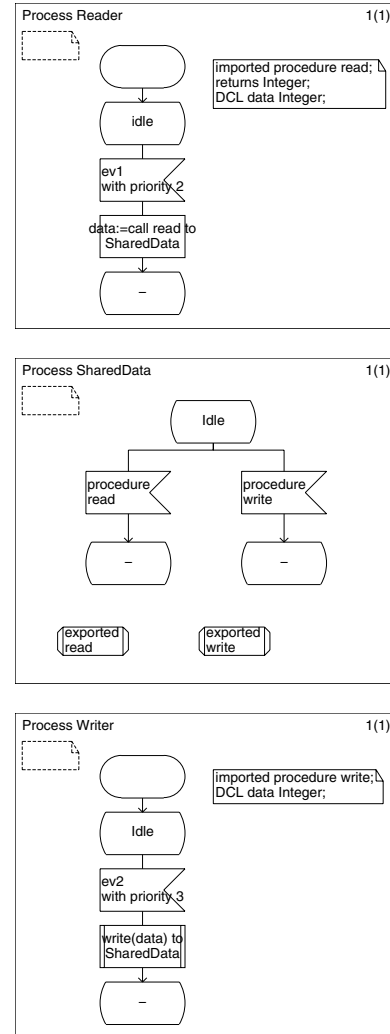 Process Reader 1(1)
imported procedure read;
returns Integer;
DCL data Integer;
idle
ev1
with priority 2
data:=call read to
SharedData
–
Process SharedData 1(1)
Idle
procedure
read
procedure
write
–
–
exported
read
exported
write
Process Writer 1(1)
imported procedure write;
DCL data Integer;
Idle
ev2
with priority 3
write(data) to
SharedData
–